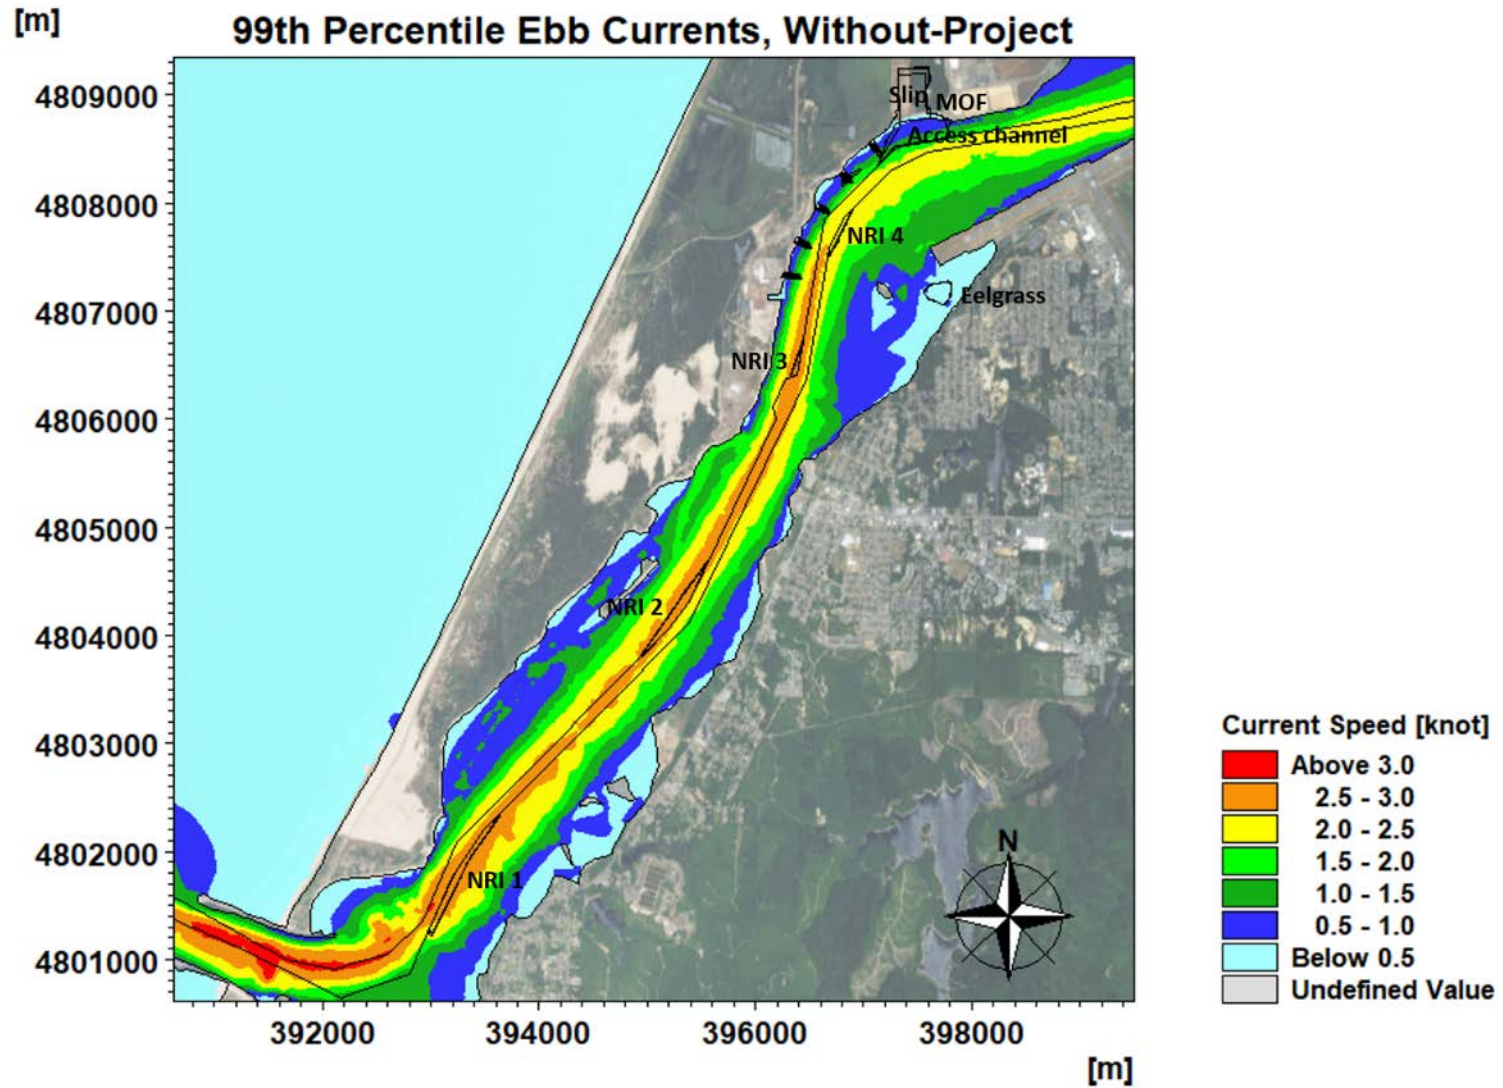 [m]
99th Percentile Ebb Currents, Without-Project
4809000
4808000
4807000
4806000
4805000
4804000
4803000
4802000
4801000
Slip
MOF
Access channel
NRI 4
Eelgrass
NRI 3
NRI 2
NRI 1
N
392000
394000
396000
398000
[m]
Current Speed [knot]
Above 3.0
2.5 - 3.0
2.0 - 2.5
1.5 - 2.0
1.0 - 1.5
0.5 - 1.0
Below 0.5
Undefined Value